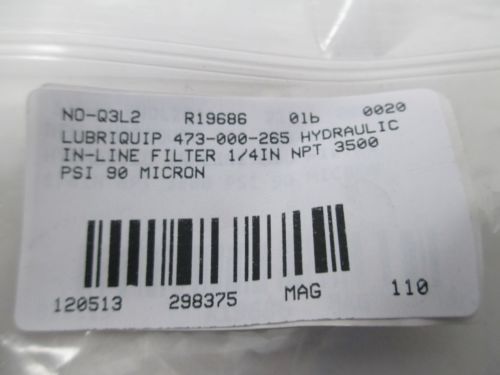 NO-Q3L2 R19686 01b 0020
LUBRIQUIP 473-000-265 HYDRAULIC
IN-LINE FILTER 1/4IN NPT 3500
PSI 90 MICRON
120513 298375 MAG 110